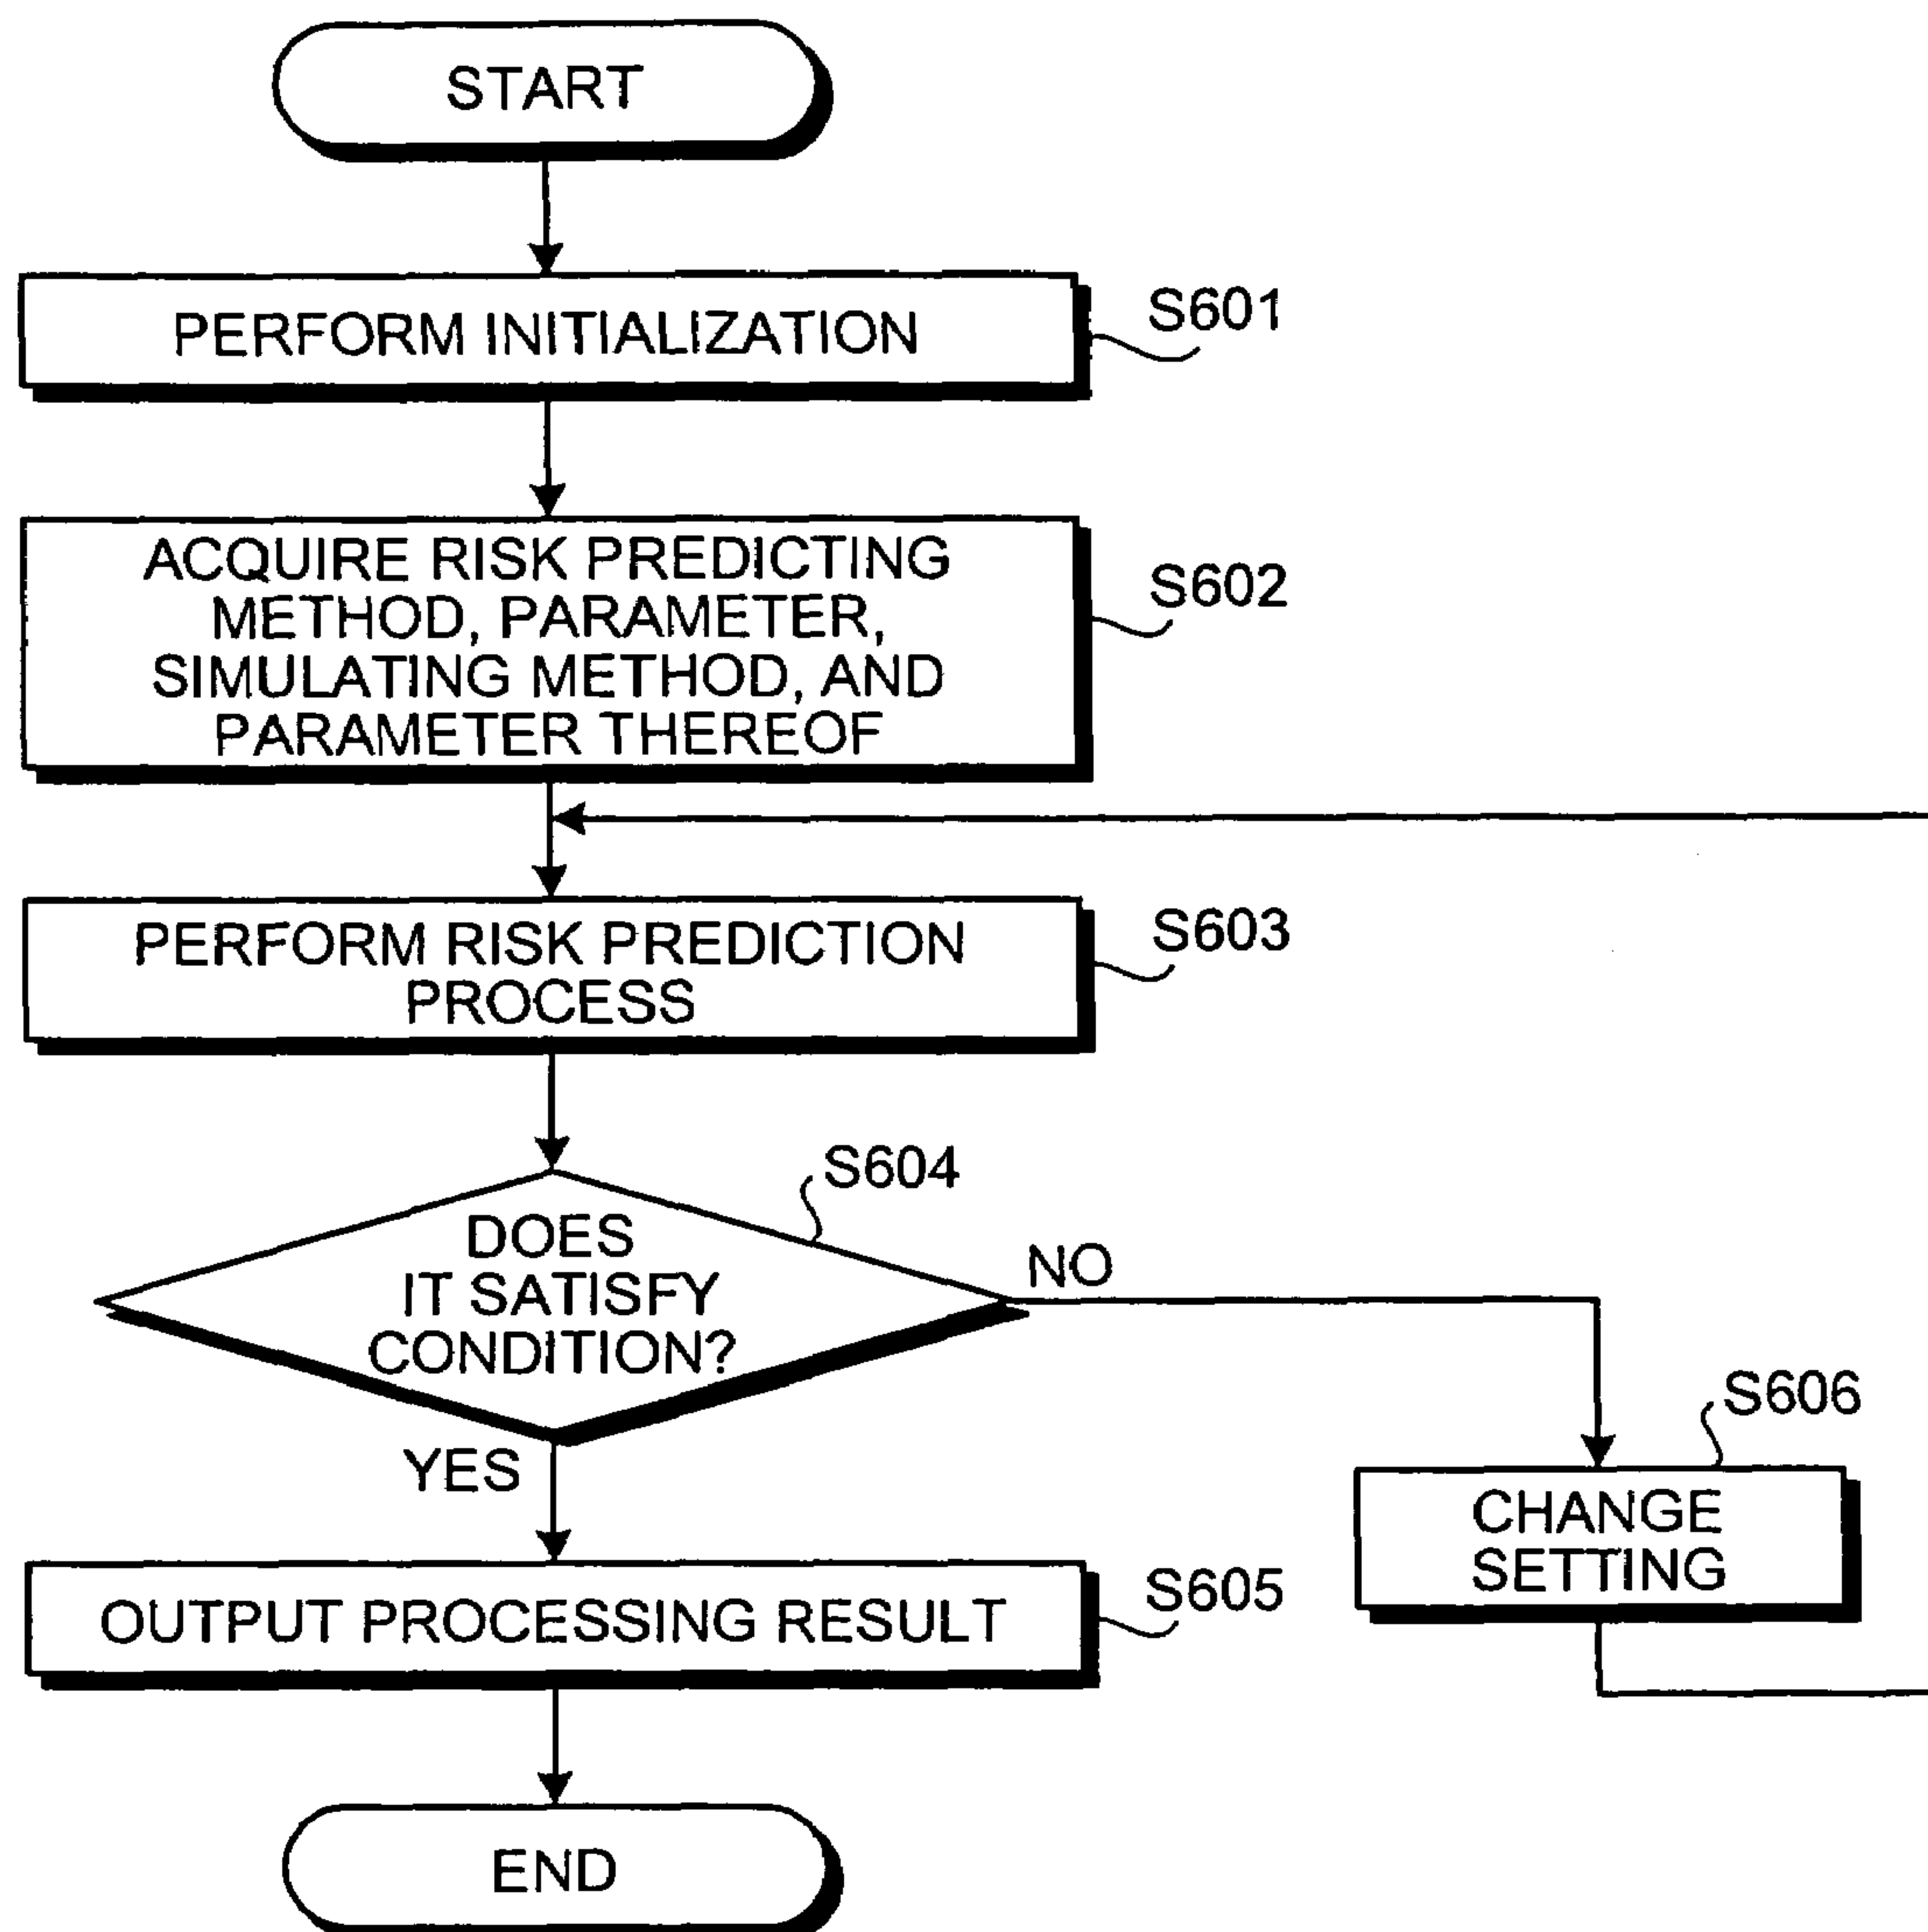 START
PERFORM INITIALIZATION
S601
ACQUIRE RISK PREDICTING
METHOD, PARAMETER,
SIMULATING METHOD, AND
PARAMETER THEREOF
S602
PERFORM RISK PREDICTION
PROCESS
S603
S604
DOES
IT SATISFY
CONDITION?
NO
YES
S606
CHANGE
SETTING
OUTPUT PROCESSING RESULT
S605
END